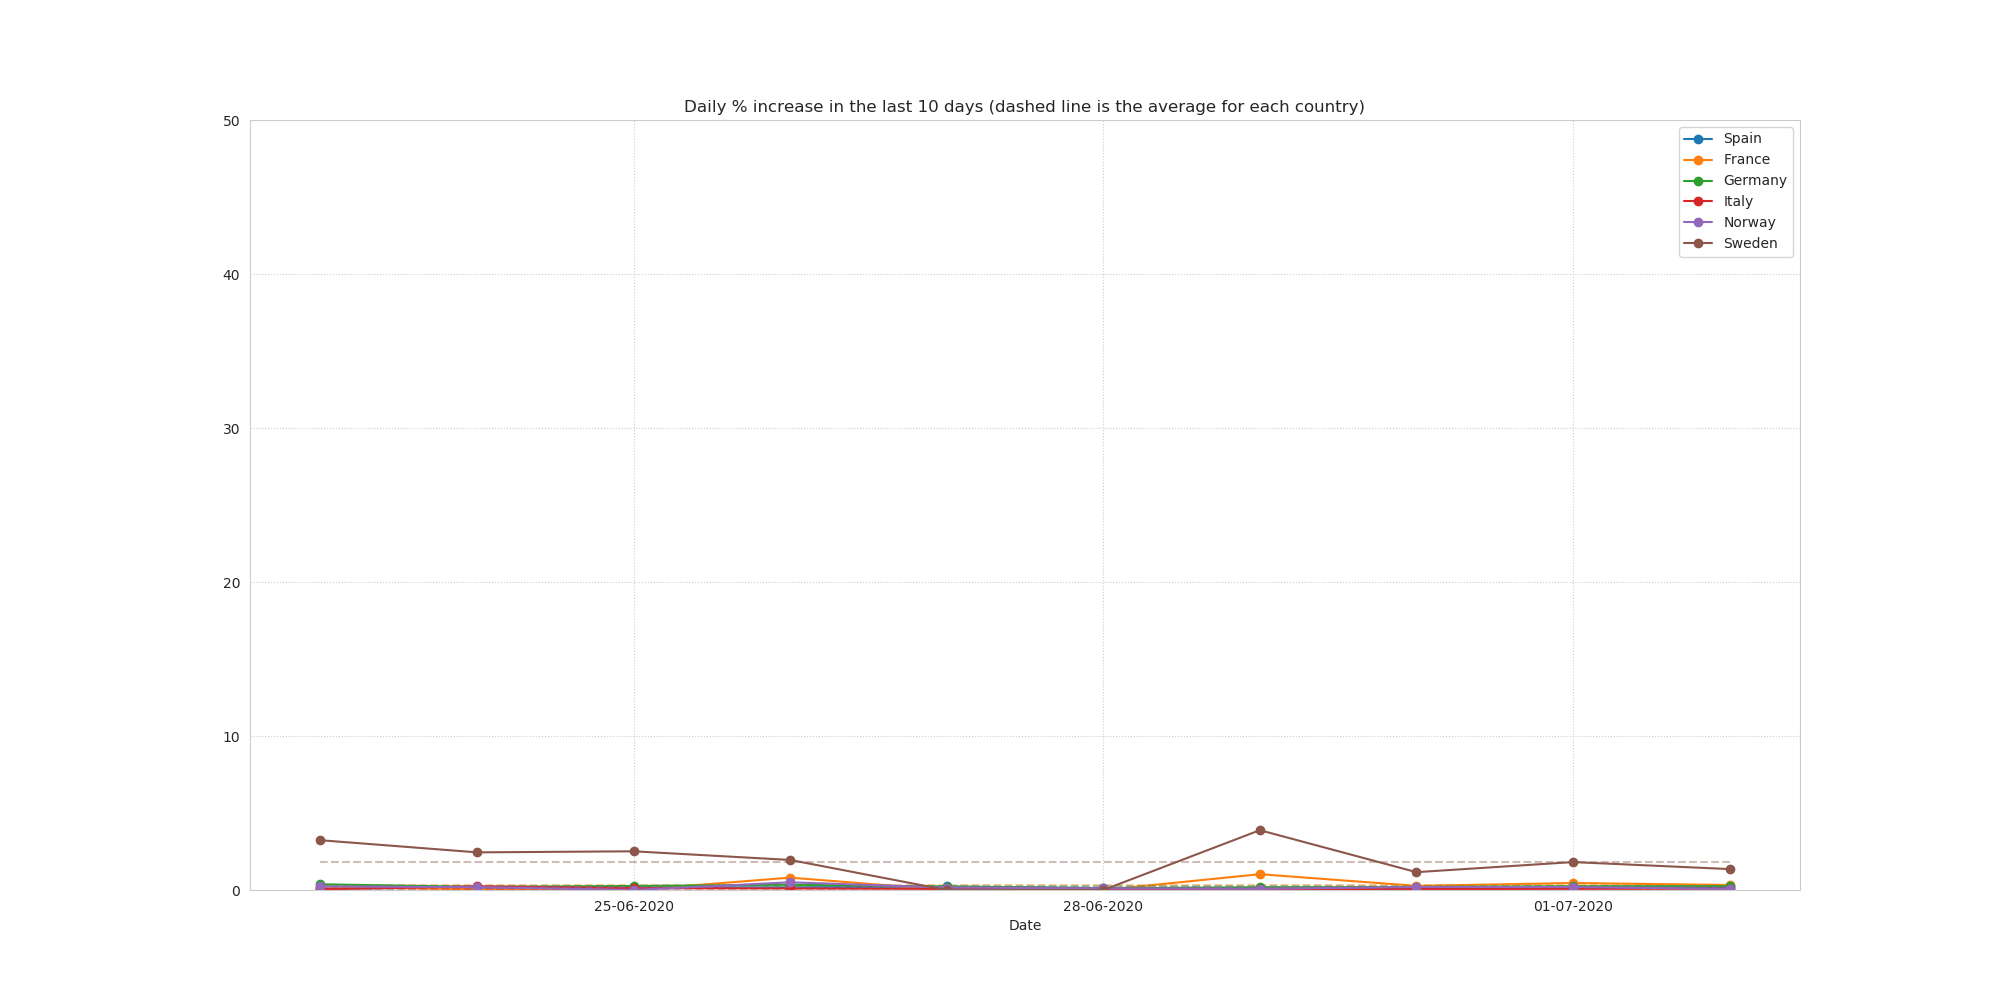 Daily % increase in the last 10 days (dashed line is the average for each country)
50
40
30
20
10
0
Spain
France
Germany
Italy
Norway
Sweden
25-06-2020
28-06-2020
01-07-2020
Date